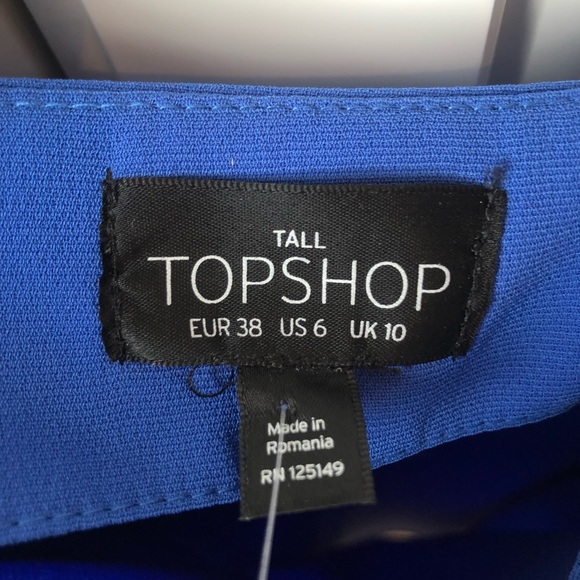 TALL
TOPSHOP
EUR 38 US 6 UK 10
Made in
Romania
RN 125149